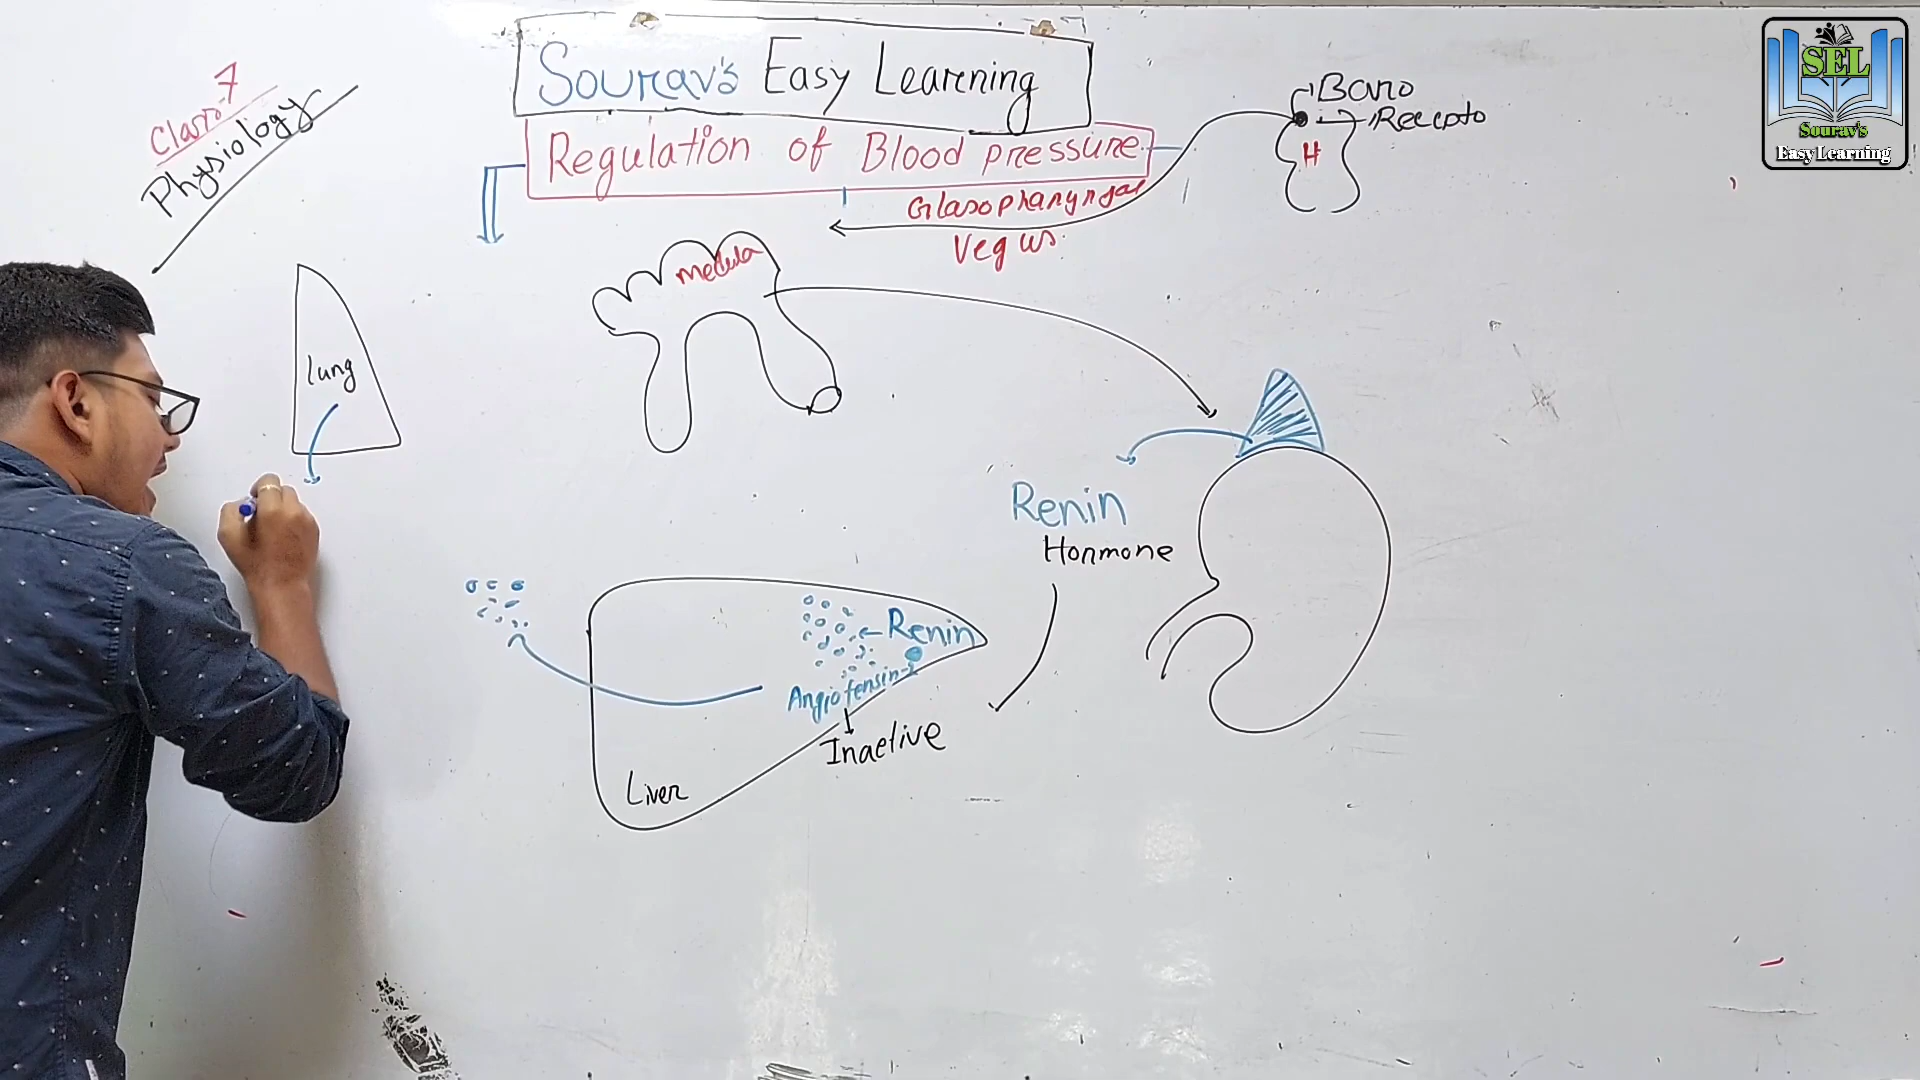 Sourav's Easy Learning
Class-7
Physiology
Regulation of Blood pressure
Glasopharyngal
Vegus
Baro
Recepto
H
SEL
Sourav's
Easy Learning
Medula
Lung
Renin
Hormone
Renin
Angiotensin-1
Inactive
Liver